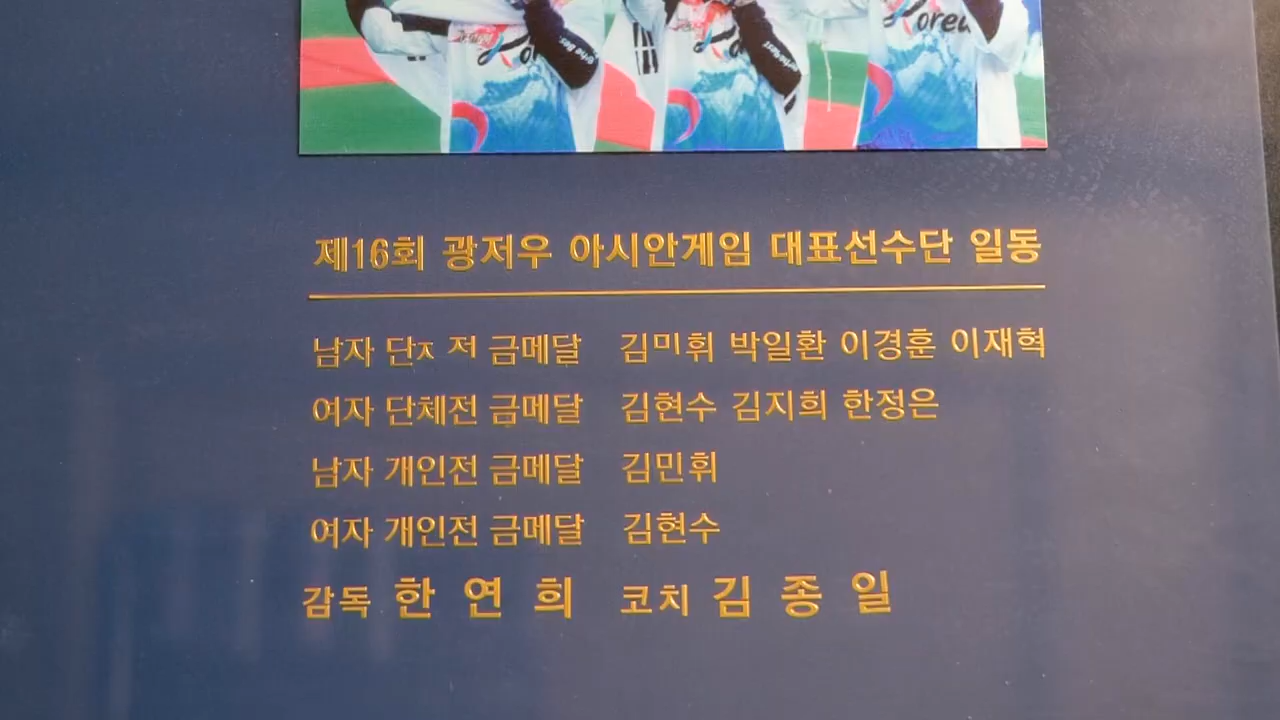 Korea
제16회 광저우 아시안게임 대표선수단 일동
남자 단ㅈ 저 금메달 김미휘 박일환 이경훈 이재혁
여자 단체전 금메달 김현수 김지희 한정은
남자 개인전 금메달 김민휘
여자 개인전 금메달 김현수
감독 한 연 희 코치 김 종 일